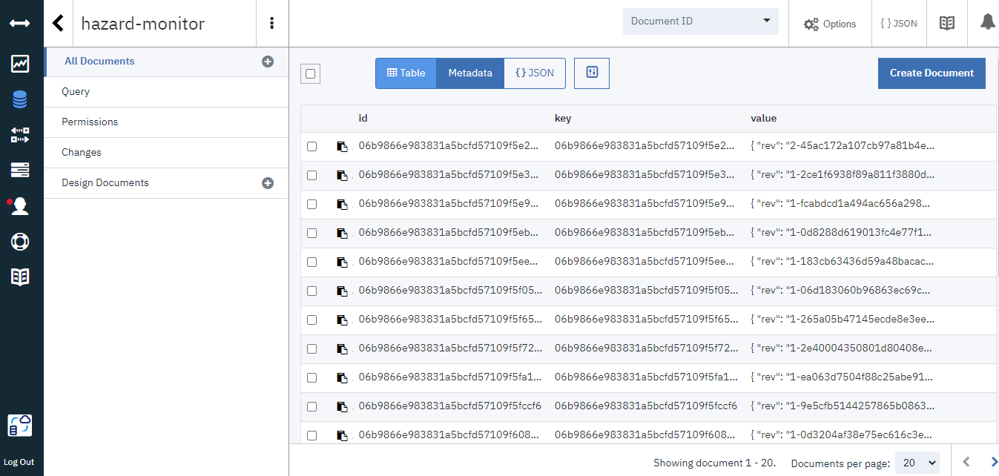 hazard-monitor
Document ID
Options
{ } JSON
All Documents
Query
Permissions
Changes
Design Documents
Table
Metadata
{ } JSON
Create Document
id key value
06b9866e983831a5bcfd57109f5e2... 06b9866e983831a5bcfd57109f5e2... { "rev": "2-45ac172a107cb97a81b4e...
06b9866e983831a5bcfd57109f5e3... 06b9866e983831a5bcfd57109f5e3... { "rev": "1-2ce1f6938f89a811f3880d...
06b9866e983831a5bcfd57109f5e9... 06b9866e983831a5bcfd57109f5e9... { "rev": "1-fcabdcd1a494ac656a298...
06b9866e983831a5bcfd57109f5eb... 06b9866e983831a5bcfd57109f5eb... { "rev": "1-0d8288d619013fc4e77f1...
06b9866e983831a5bcfd57109f5ee... 06b9866e983831a5bcfd57109f5ee... { "rev": "1-183cb63436d59a48bacac...
06b9866e983831a5bcfd57109f5f05... 06b9866e983831a5bcfd57109f5f05... { "rev": "1-06d183060b96863ec69c...
06b9866e983831a5bcfd57109f5f65... 06b9866e983831a5bcfd57109f5f65... { "rev": "1-265a05b47145ecde8e3ee...
06b9866e983831a5bcfd57109f5f72... 06b9866e983831a5bcfd57109f5f72... { "rev": "1-2e40004350801d80408e...
06b9866e983831a5bcfd57109f5fa1... 06b9866e983831a5bcfd57109f5fa1... { "rev": "1-ea063d7504f88c25abe91...
06b9866e983831a5bcfd57109f5fccf6 06b9866e983831a5bcfd57109f5fccf6 { "rev": "1-9e5cfb5144257865b0863...
06b9866e983831a5bcfd57109f608... 06b9866e983831a5bcfd57109f608... { "rev": "1-0d3204af38e75ec616c3e...
Showing document 1 - 20. Documents per page: 20
Log Out